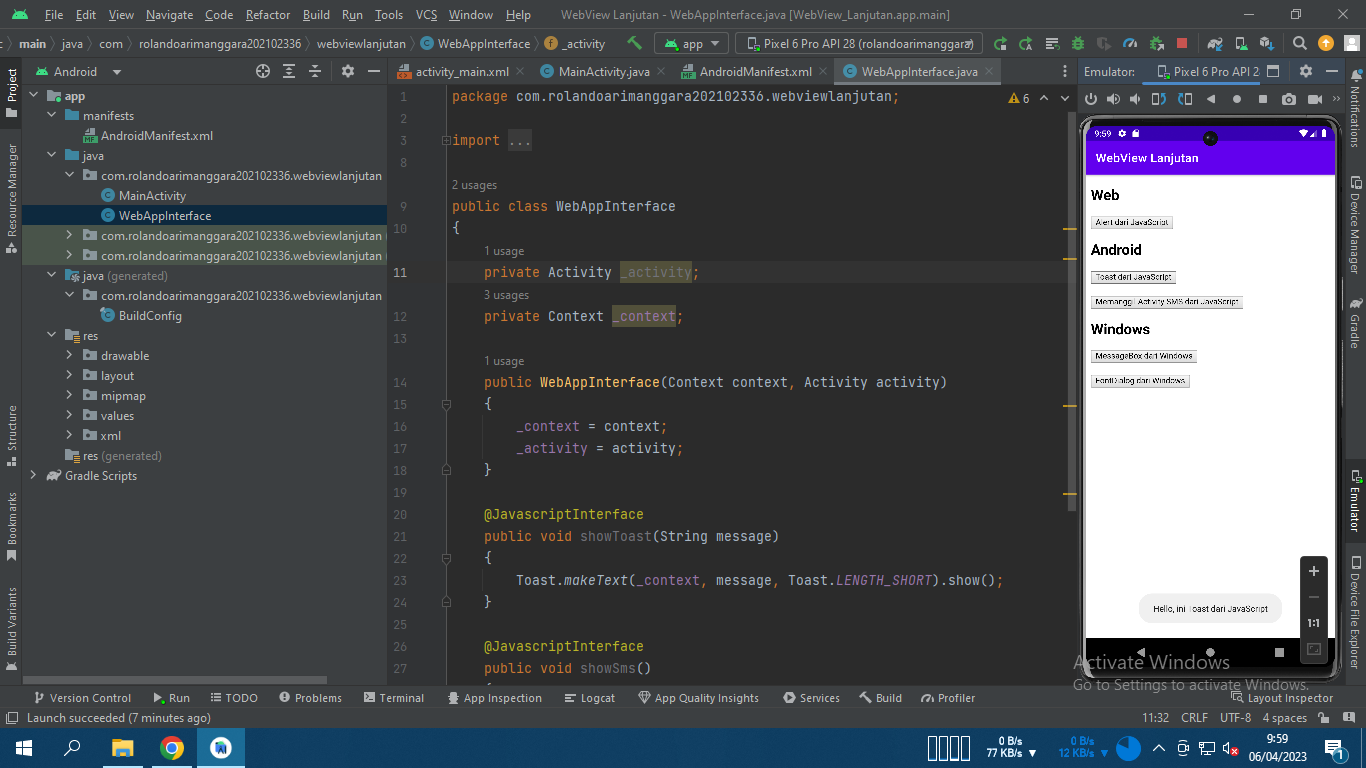 File Edit View Navigate Code Refactor Build Run Tools VCS Window Help WebView Lanjutan - WebAppInterface.java [WebView_Lanjutan.app.main]
main java com rolandoarimanggara202102336 webviewlanjutan WebAppInterface _activity app Pixel 6 Pro API 28 (rolandoarimanggara)
Project
Resource Manager
Structure
Bookmarks
Build Variants
Android
app
manifests
AndroidManifest.xml
java
com.rolandoarimanggara202102336.webviewlanjutan
MainActivity
WebAppInterface
com.rolandoarimanggara202102336.webviewlanjutan
com.rolandoarimanggara202102336.webviewlanjutan
java (generated)
com.rolandoarimanggara202102336.webviewlanjutan
BuildConfig
res
drawable
layout
mipmap
values
xml
res (generated)
Gradle Scripts
activity_main.xml MainActivity.java AndroidManifest.xml WebAppInterface.java
6
1 package com.rolandoarimanggara202102336.webviewlanjutan;
2
3 import ...
8
2 usages
9 public class WebAppInterface
10 {
1 usage
11 private Activity _activity;
3 usages
12 private Context _context;
13
1 usage
14 public WebAppInterface(Context context, Activity activity)
15 {
16 _context = context;
17 _activity = activity;
18 }
19
20 @JavascriptInterface
21 public void showToast(String message)
22 {
23 Toast.makeText(_context, message, Toast.LENGTH_SHORT).show();
24 }
25
26 @JavascriptInterface
27 public void showSms()
Emulator: Pixel 6 Pro API 2
9:59
WebView Lanjutan
Web
Alert dari JavaScript
Android
Toast dari JavaScript
Memanggil Activity SMS dari JavaScript
Windows
MessageBox dari Windows
FontDialog dari Windows
Hello, ini Toast dari JavaScript
1:1
Notifications
Device Manager
Gradle
Emulator
Device File Explorer
Activate Windows
Go to Settings to activate Windows.
Version Control Run TODO Problems Terminal App Inspection Logcat App Quality Insights Services Build Profiler Layout Inspector
Launch succeeded (7 minutes ago) 11:32 CRLF UTF-8 4 spaces
0 B/s
77 KB/s
0 B/s
12 KB/s
9:59
06/04/2023
1